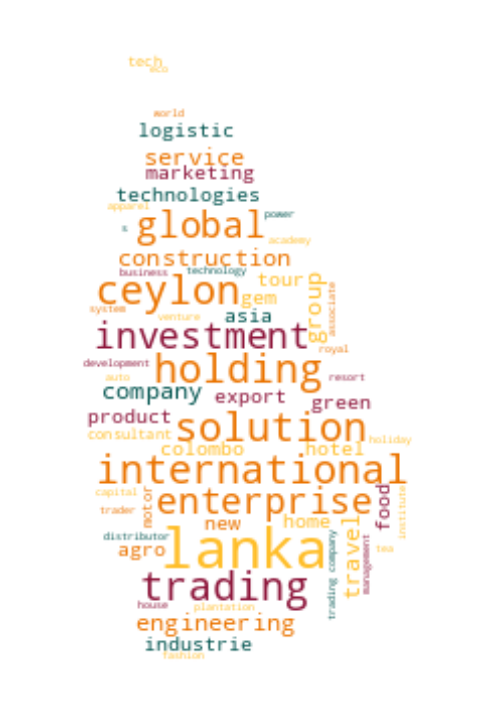 tech
eco
world
logistic
service
marketing
technologies
apparel
global
power
s
academy
construction
business
technology
ceylon
tour
gem
group
associate
system
venture
asia
investment
royal
development
holding
auto
resort
company
export
green
product
solution
consultant
colombo
hotel
holiday
international
capital
motor
enterprise
food
institute
trader
new
home
travel
distributor
agro
lanka
trading company
management
tea
trading
house
plantation
engineering
industrie
fashion